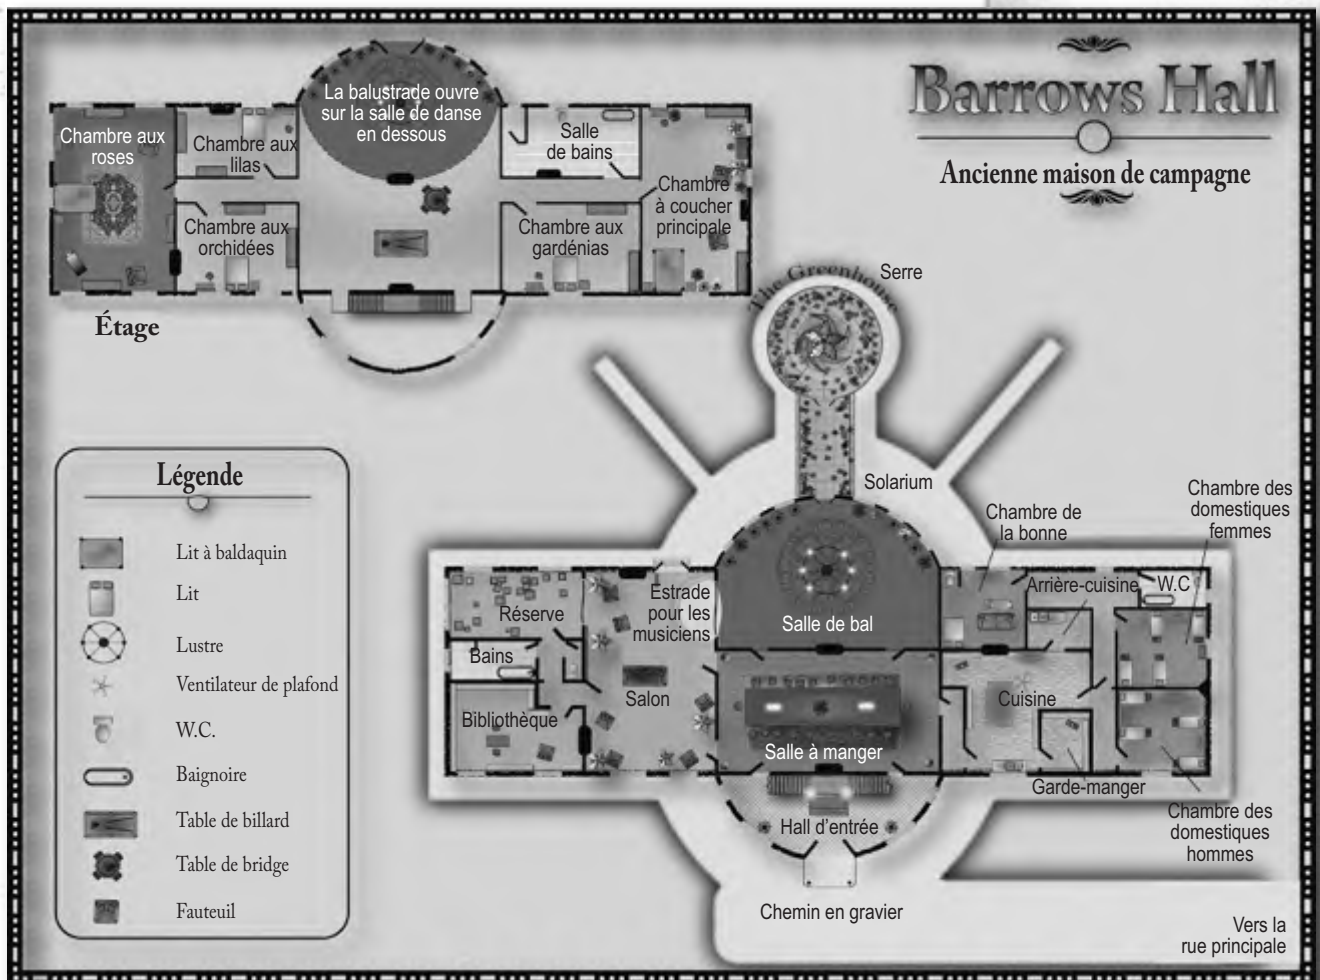 Barrows Hall
Ancienne maison de campagne
La balustrade ouvre
sur la salle de danse
en dessous
Chambre aux
roses
Chambre aux
lilas
Salle
de bains
Chambre
à coucher
principale
Chambre aux
orchidées
Chambre aux
gardénias
Étage
The Greenhouse
Serre
Solarium
Chambre de
la bonne
Chambre des
domestiques
femmes
Arrière-cuisine
W.C
Réserve
Estrade
pour les
musiciens
Salle de bal
Bains
Salon
Cuisine
Bibliothèque
Salle à manger
Garde-manger
Hall d'entrée
Chambre des
domestiques
hommes
Chemin en gravier
Vers la
rue principale
Légende
Lit à baldaquin
Lit
Lustre
Ventilateur de plafond
W.C.
Baignoire
Table de billard
Table de bridge
Fauteuil